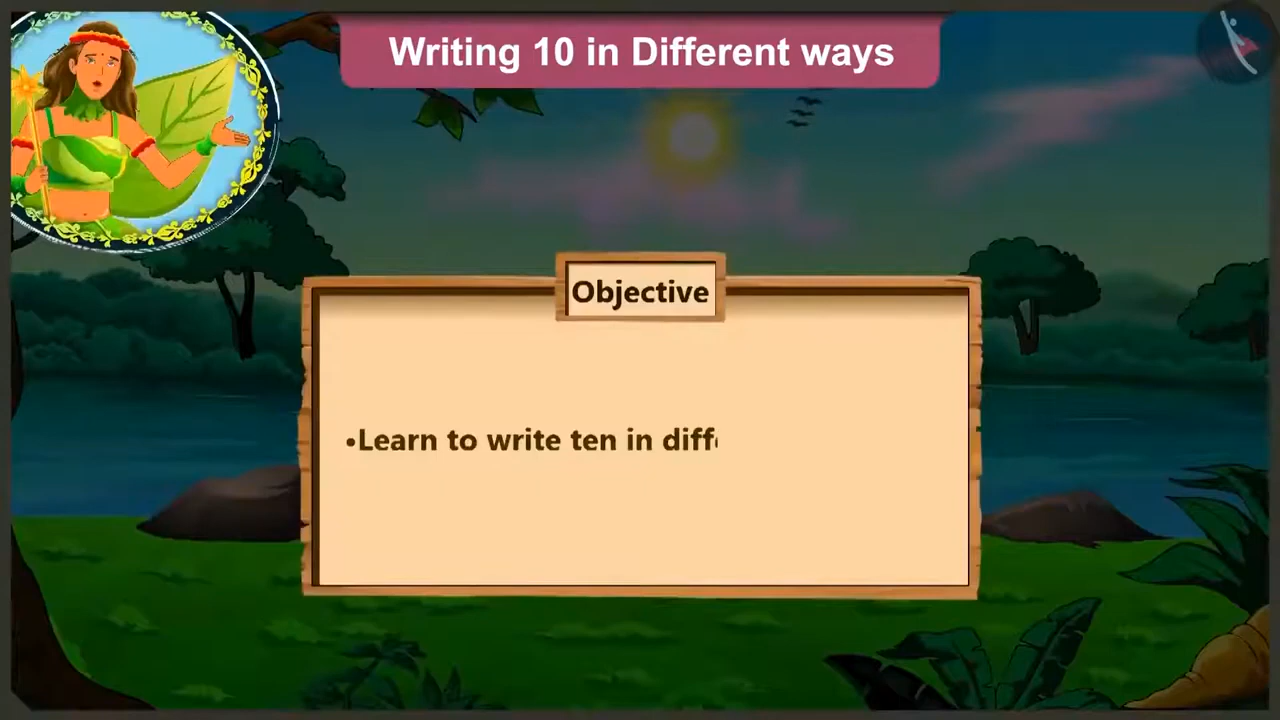 Writing 10 in Different ways
Objective
•Learn to write ten in diff